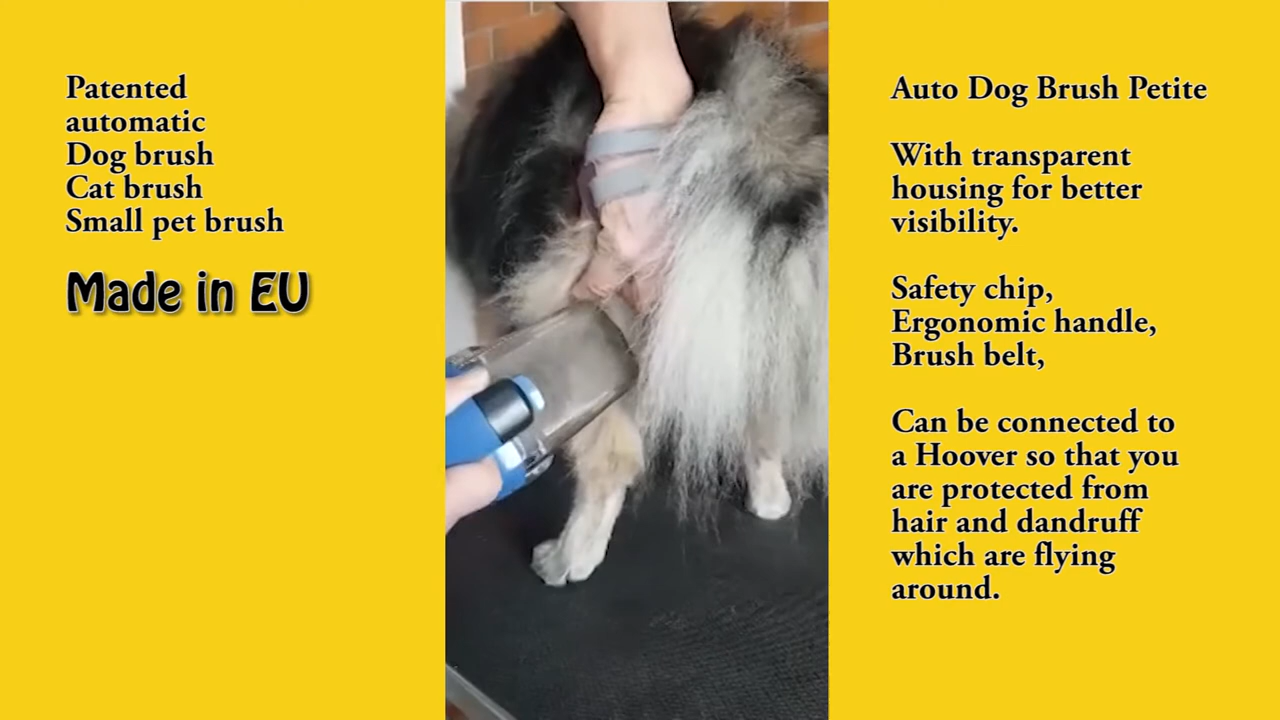 Patented
automatic
Dog brush
Cat brush
Small pet brush
Made in EU
Auto Dog Brush Petite
With transparent
housing for better
visibility.
Safety chip,
Ergonomic handle,
Brush belt,
Can be connected to
a Hoover so that you
are protected from
hair and dandruff
which are flying
around.